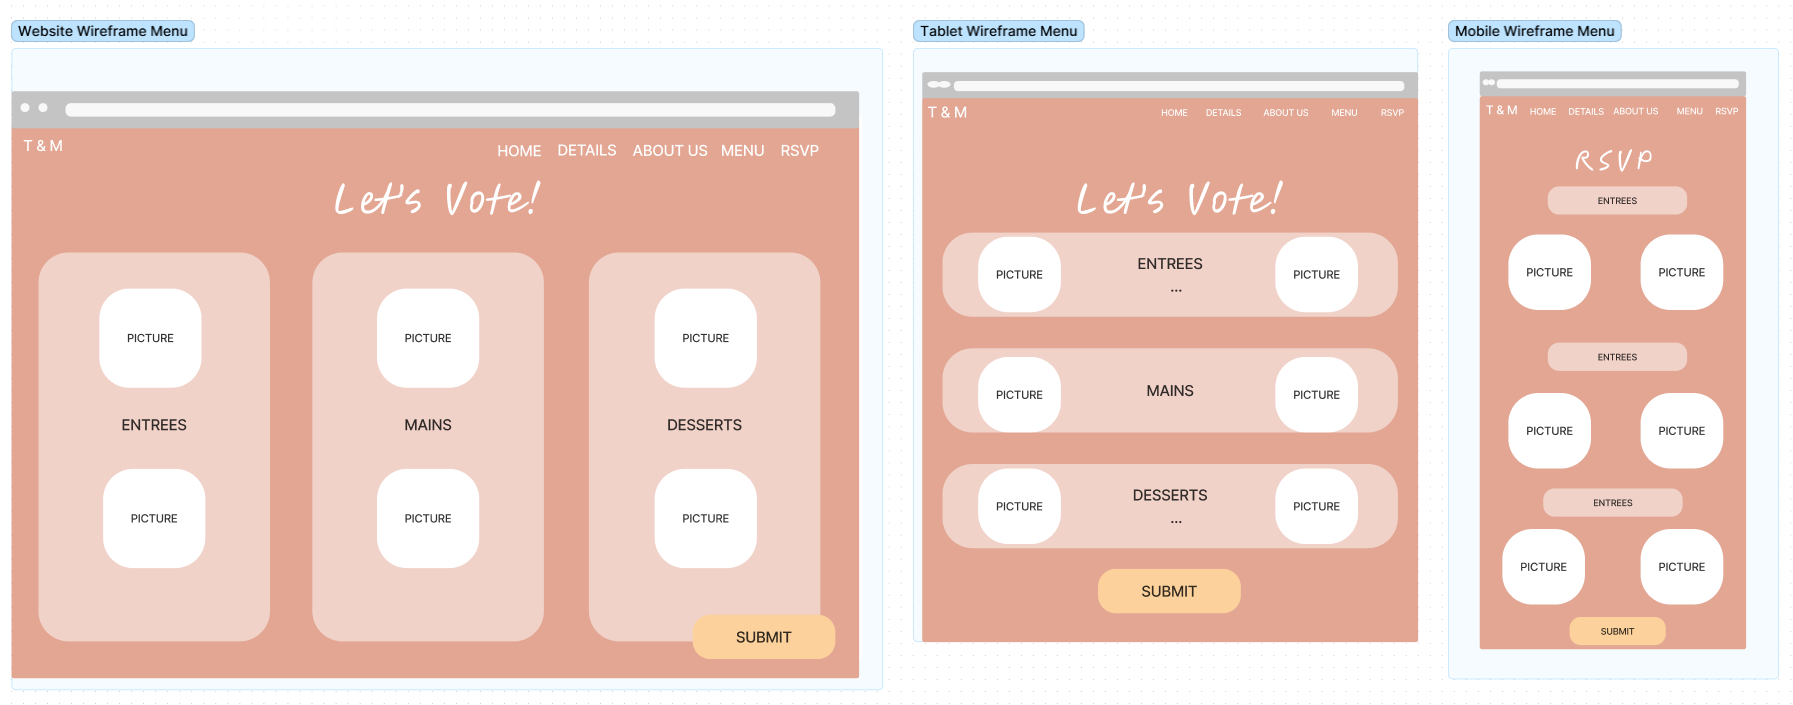 Website Wireframe Menu
T & M
HOME DETAILS ABOUT US MENU RSVP
Let's Vote!
PICTURE PICTURE PICTURE
ENTREES MAINS DESSERTS
PICTURE PICTURE PICTURE
SUBMIT
Tablet Wireframe Menu
T & M HOME DETAILS ABOUT US MENU RSVP
Let's Vote!
PICTURE ENTREES PICTURE
...
PICTURE MAINS PICTURE
PICTURE DESSERTS PICTURE
...
SUBMIT
Mobile Wireframe Menu
T & M HOME DETAILS ABOUT US MENU RSVP
RSVP
ENTREES
PICTURE PICTURE
ENTREES
PICTURE PICTURE
ENTREES
PICTURE PICTURE
SUBMIT